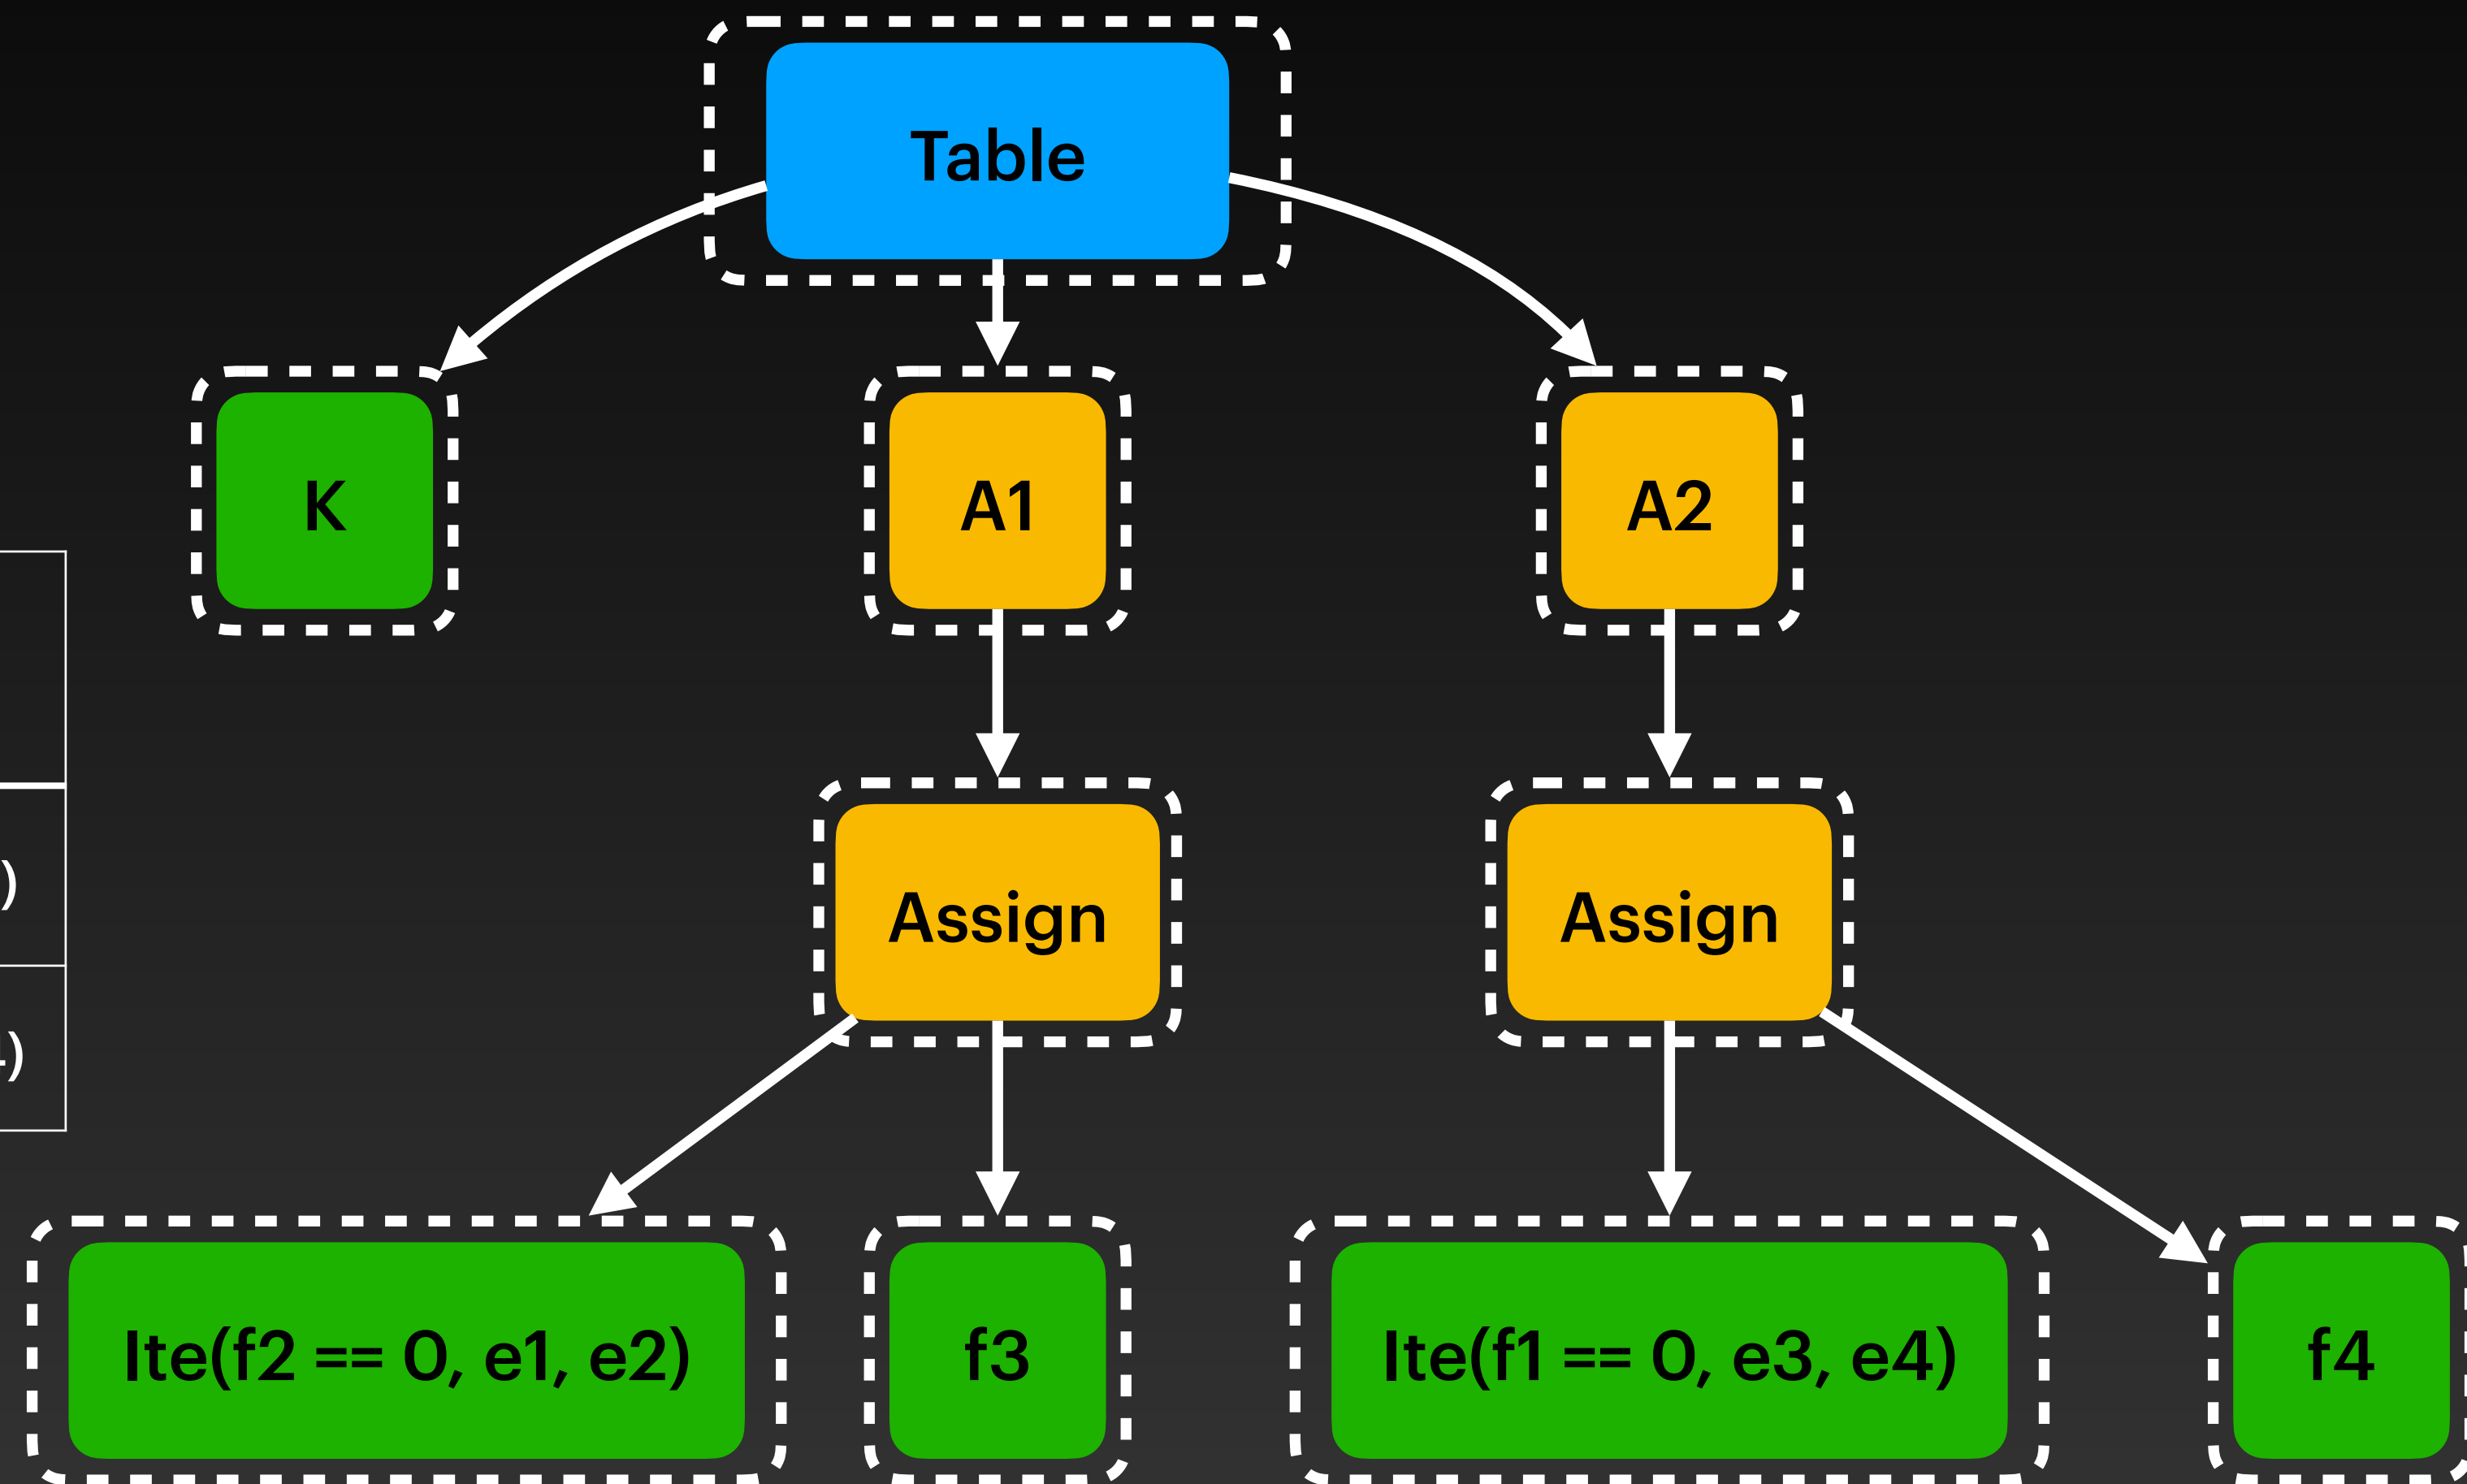 Table
K
A1
A2
)
)
Assign
Assign
Ite(f2 == 0, e1, e2)
f3
Ite(f1 == 0, e3, e4)
f4